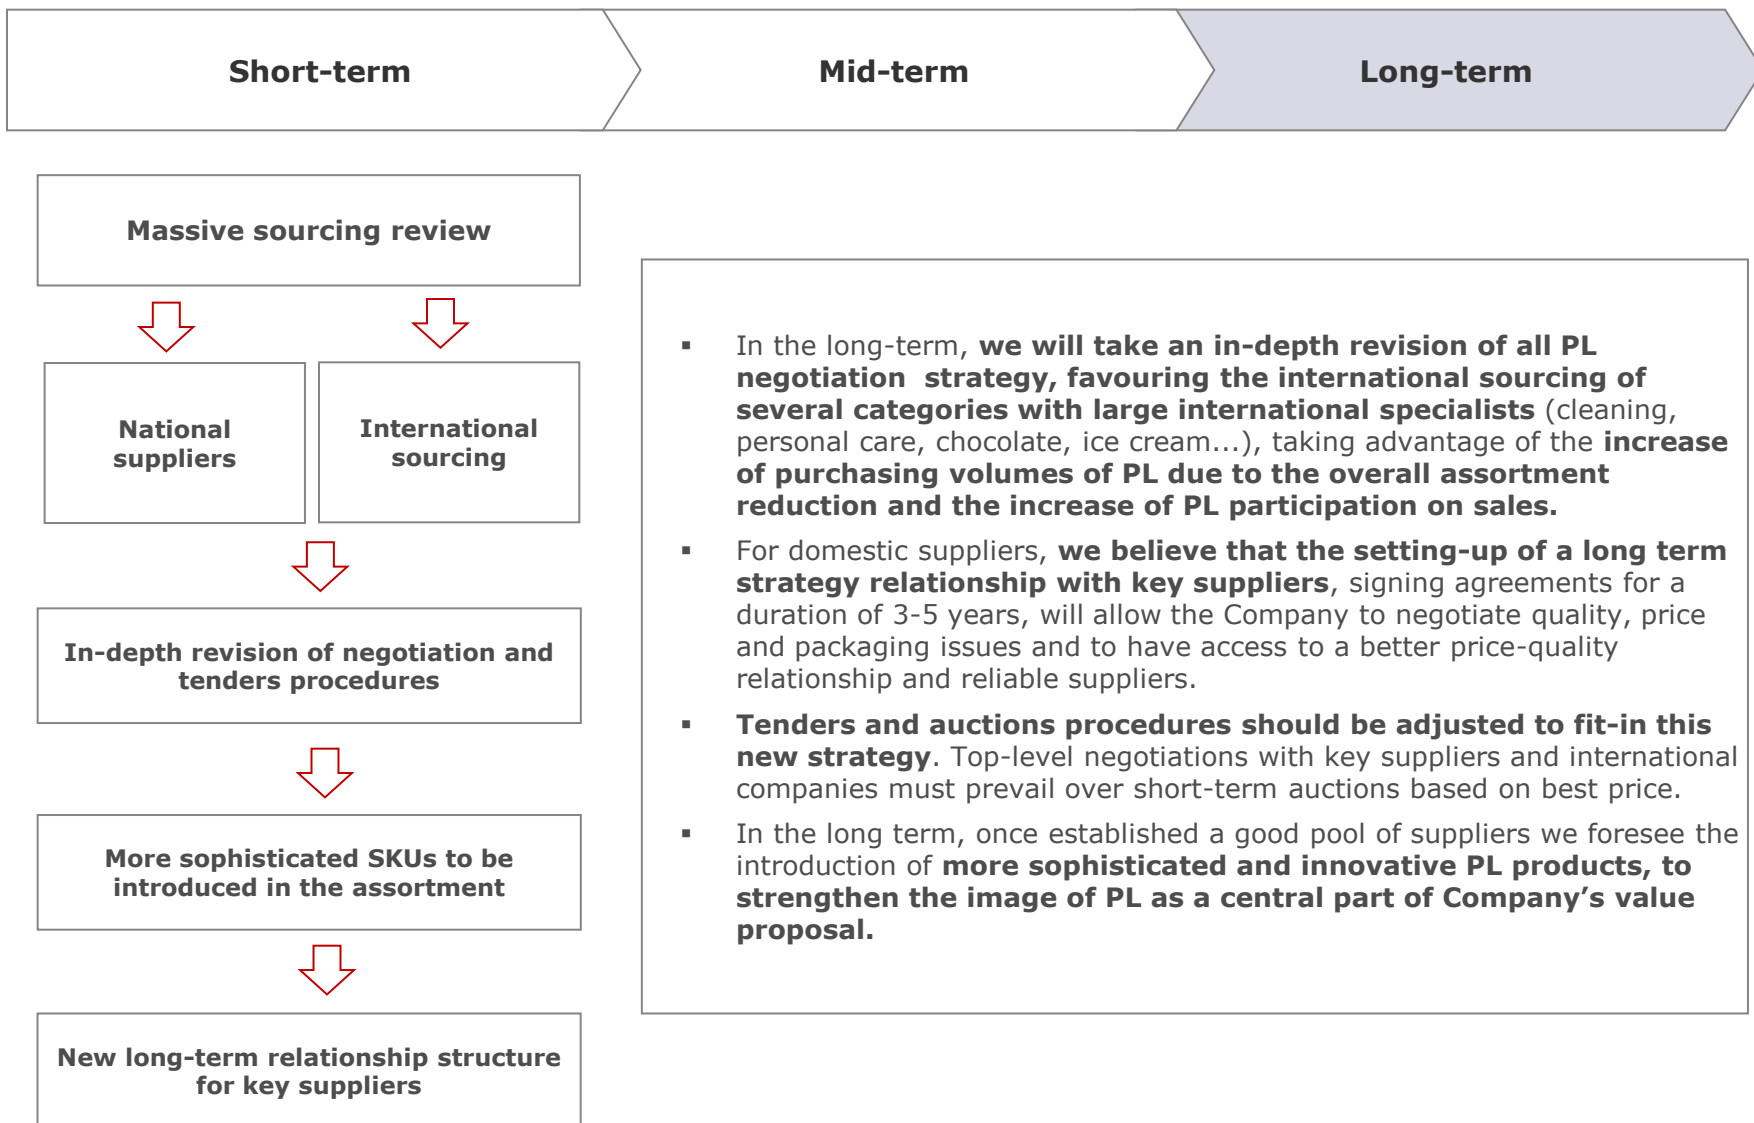 Short-term
Mid-term
Long-term
Massive sourcing review
National
suppliers
International
sourcing
In-depth revision of negotiation and
tenders procedures
More sophisticated SKUs to be
introduced in the assortment
New long-term relationship structure
for key suppliers
▪ In the long-term, we will take an in-depth revision of all PL
negotiation  strategy, favouring the international sourcing of
several categories with large international specialists (cleaning,
personal care, chocolate, ice cream...), taking advantage of the increase
of purchasing volumes of PL due to the overall assortment
reduction and the increase of PL participation on sales.
▪ For domestic suppliers, we believe that the setting-up of a long term
strategy relationship with key suppliers, signing agreements for a
duration of 3-5 years, will allow the Company to negotiate quality, price
and packaging issues and to have access to a better price-quality
relationship and reliable suppliers.
▪ Tenders and auctions procedures should be adjusted to fit-in this
new strategy. Top-level negotiations with key suppliers and international
companies must prevail over short-term auctions based on best price.
▪ In the long term, once established a good pool of suppliers we foresee the
introduction of more sophisticated and innovative PL products, to
strengthen the image of PL as a central part of Company’s value
proposal.